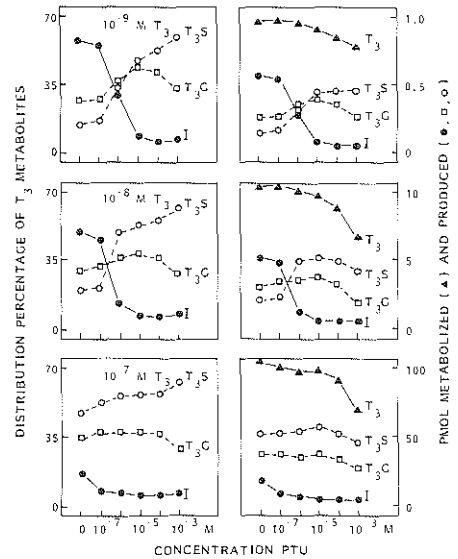 DISTRIBUTION PERCENTAGE OF T3 METABOLITES
70
35
0
10⁻⁹ M T3
T3S
T3G
I
1.0
0.5
0
T3
T3S
T3G
I
70
35
0
10⁻⁸ M T3
T3S
T3G
I
10
5
0
T3
T3S
T3G
I
70
35
0
10⁻⁷ M T3
T3S
T3G
I
100
50
0
T3
T3S
T3G
I
0 10⁻⁷ 10⁻⁵ 10⁻³ M
0 10⁻⁷ 10⁻⁵ 10⁻³ M
CONCENTRATION PTU
PMOL METABOLIZED (▲) AND PRODUCED (●, □, ○)